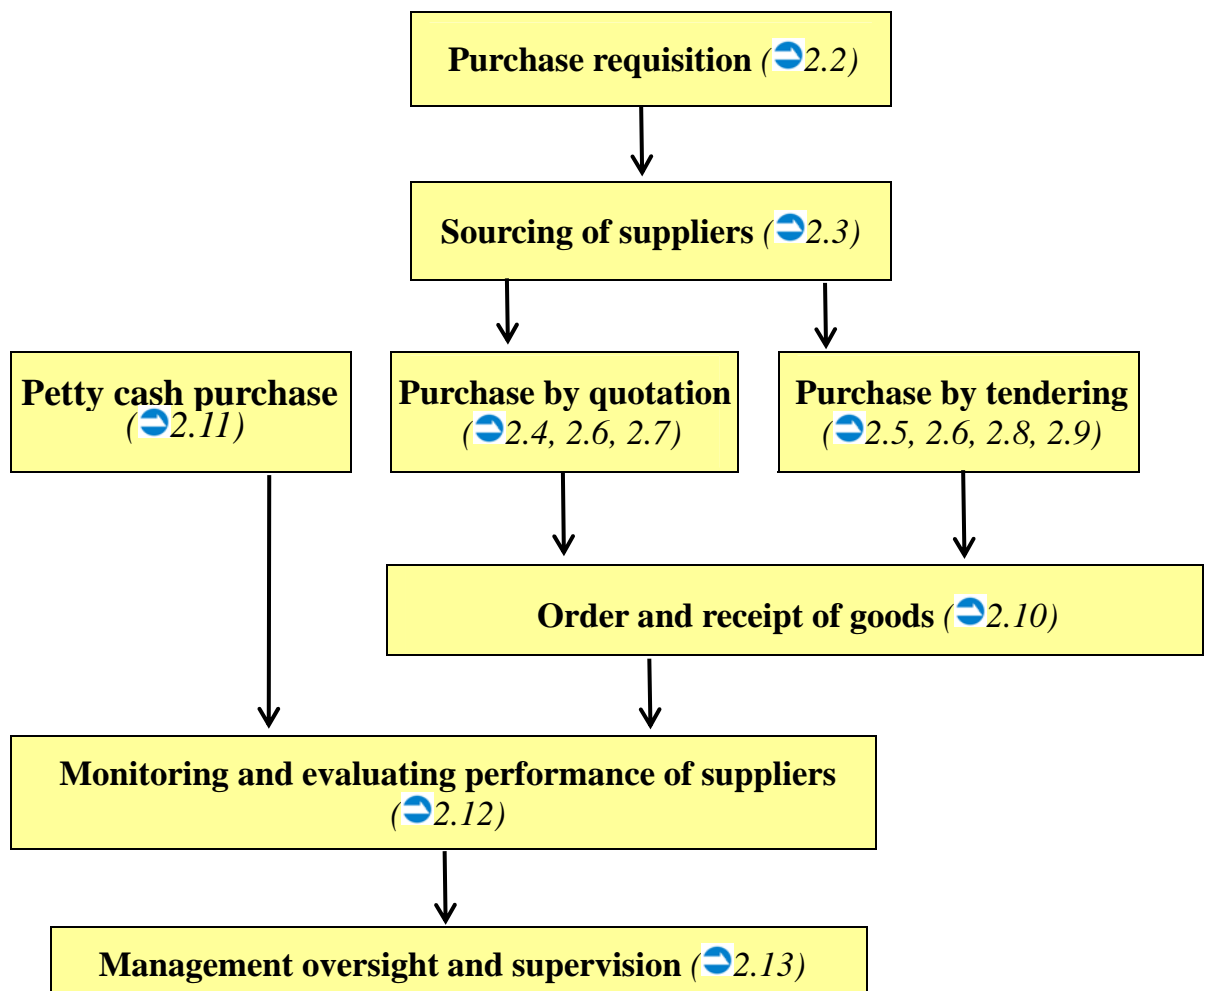 Purchase requisition (2.2)
Sourcing of suppliers (2.3)
Petty cash purchase
(2.11)
Purchase by quotation
(2.4, 2.6, 2.7)
Purchase by tendering
(2.5, 2.6, 2.8, 2.9)
Order and receipt of goods (2.10)
Monitoring and evaluating performance of suppliers
(2.12)
Management oversight and supervision (2.13)